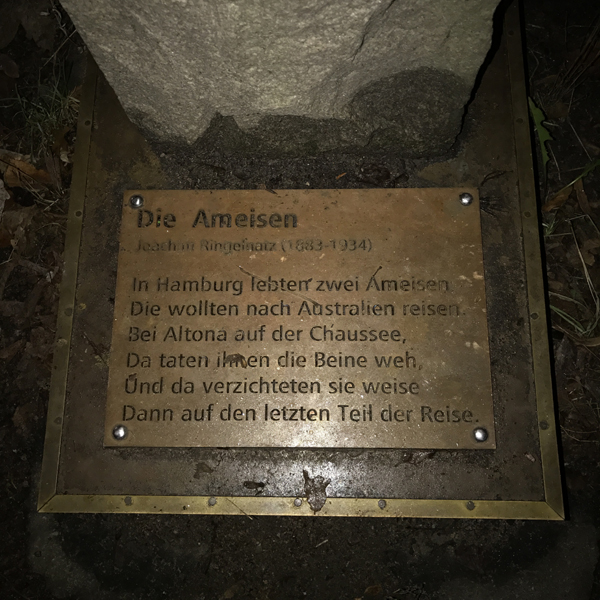 Die Ameisen
Joachim Ringelnatz (1883-1934)
In Hamburg lebten zwei Ameisen
Die wollten nach Australien reisen.
Bei Altona auf der Chaussee,
Da taten ihnen die Beine weh,
Und da verzichteten sie weise
Dann auf den letzten Teil der Reise.